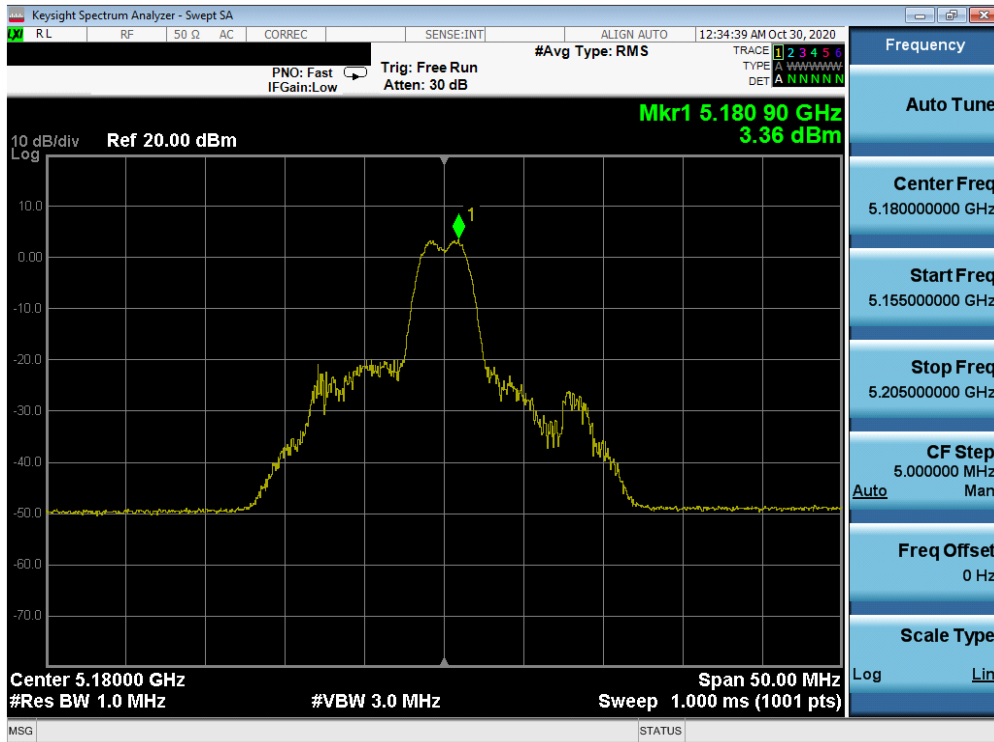 Keysight Spectrum Analyzer - Swept SA
LXI RL RF 50 Ω AC CORREC SENSE:INT ALIGN AUTO 12:34:39 AM Oct 30, 2020
#Avg Type: RMS
TRACE 1 2 3 4 5 6
PNO: Fast Trig: Free Run TYPE A WWWWW
IFGain:Low Atten: 30 dB DET A N N N N N
Mkr1 5.180 90 GHz
3.36 dBm
10 dB/div Ref 20.00 dBm
Log
1
10.0
0.00
-10.0
-20.0
-30.0
-40.0
-50.0
-60.0
-70.0
Center 5.18000 GHz Span 50.00 MHz
#Res BW 1.0 MHz #VBW 3.0 MHz Sweep 1.000 ms (1001 pts)
MSG STATUS
Frequency
Auto Tune
Center Freq
5.180000000 GHz
Start Freq
5.155000000 GHz
Stop Freq
5.205000000 GHz
CF Step
5.000000 MHz
Auto Man
Freq Offset
0 Hz
Scale Type
Log Lin